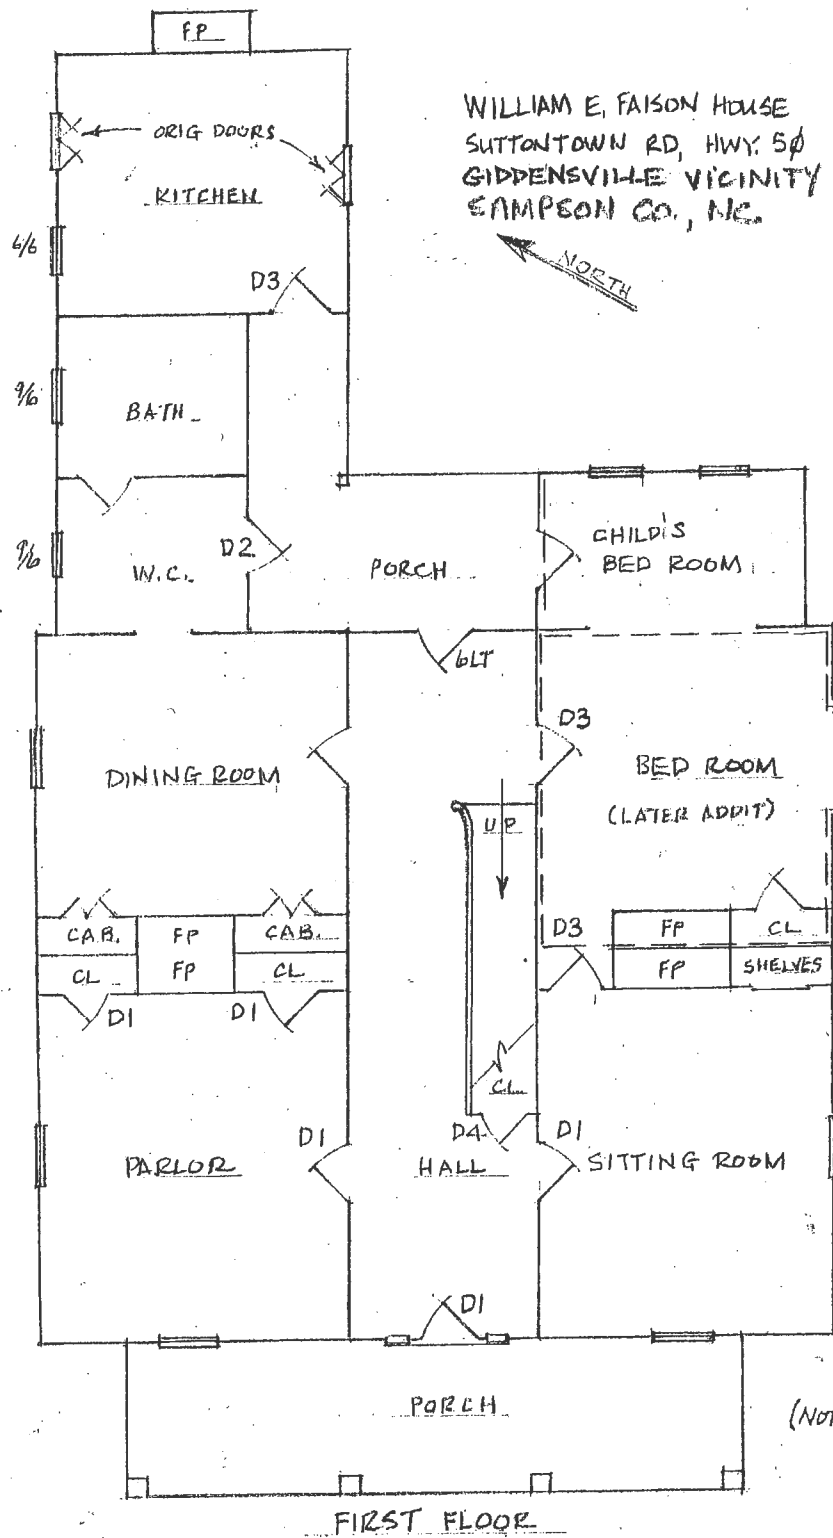 FP
WILLIAM E, FAISON HOUSE
SUTTONTOWN RD, HWY. 50
GIDDENSVILLE VICINITY
SAMPSON CO., NC.
NORTH
ORIG DOORS
KITCHEN
6/6
D3
9/6
BATH
9/6
W.C.
D2
PORCH
CHILD'S
BED ROOM
6LT
D3
DINING ROOM
BED ROOM
(LATER ADDIT)
UP
CAB.
FP
CAB.
D3
FP
CL
CL
FP
CL
FP
SHELVES
D1
D1
CL
D1
D4
D1
PARLOR
HALL
SITTING ROOM
D1
PORCH
FIRST FLOOR